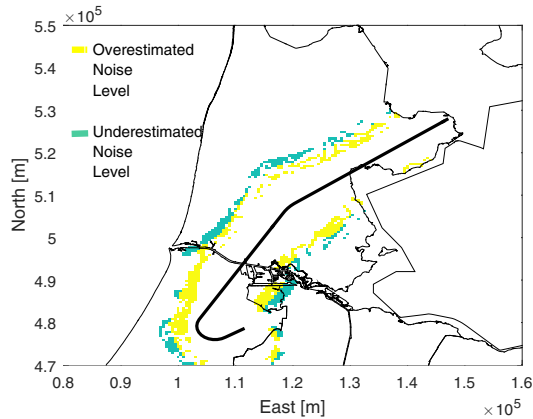 ×10⁵
5.5
5.4
5.3
5.2
5.1
5
4.9
4.8
4.7
North [m]
Overestimated
Noise
Level
Underestimated
Noise
Level
0.8 0.9 1 1.1 1.2 1.3 1.4 1.5 1.6
East [m]
×10⁵